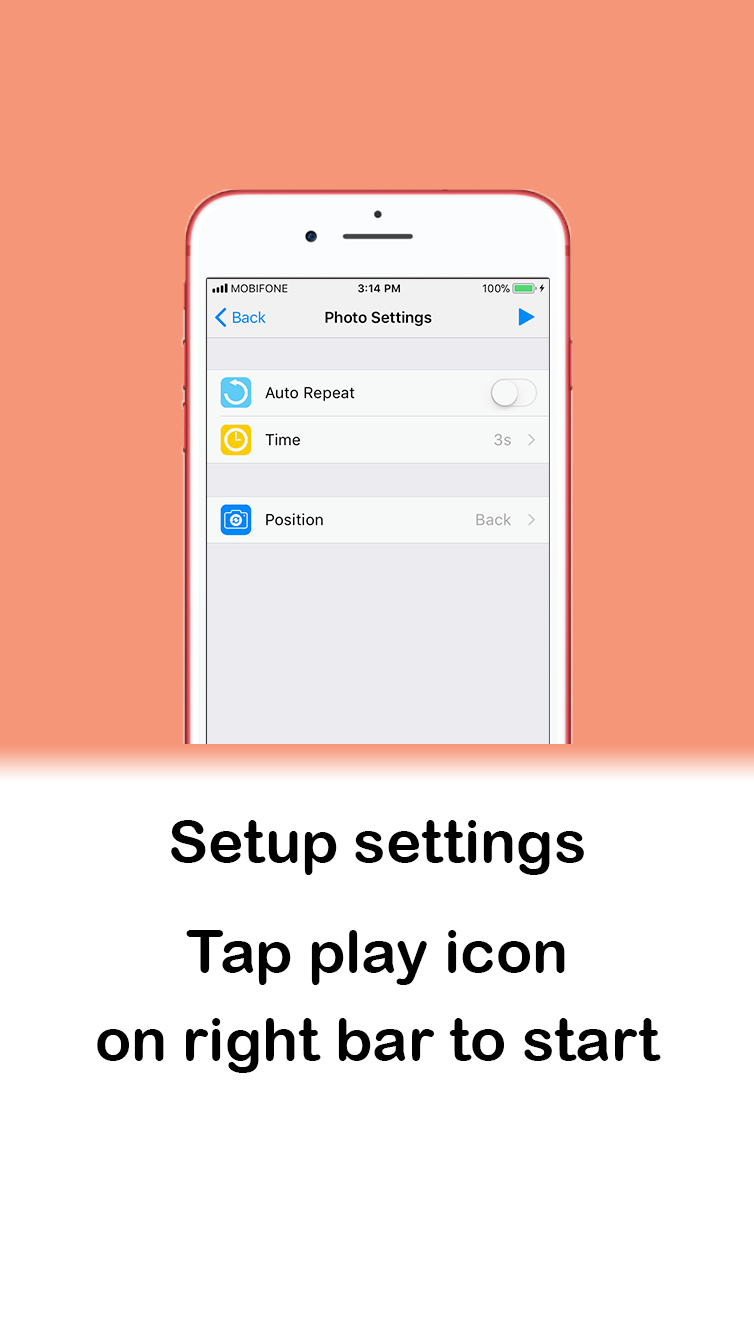 MOBIFONE 3:14 PM 100%
Back Photo Settings
Auto Repeat
Time 3s
Position Back
Setup settings
Tap play icon
on right bar to start